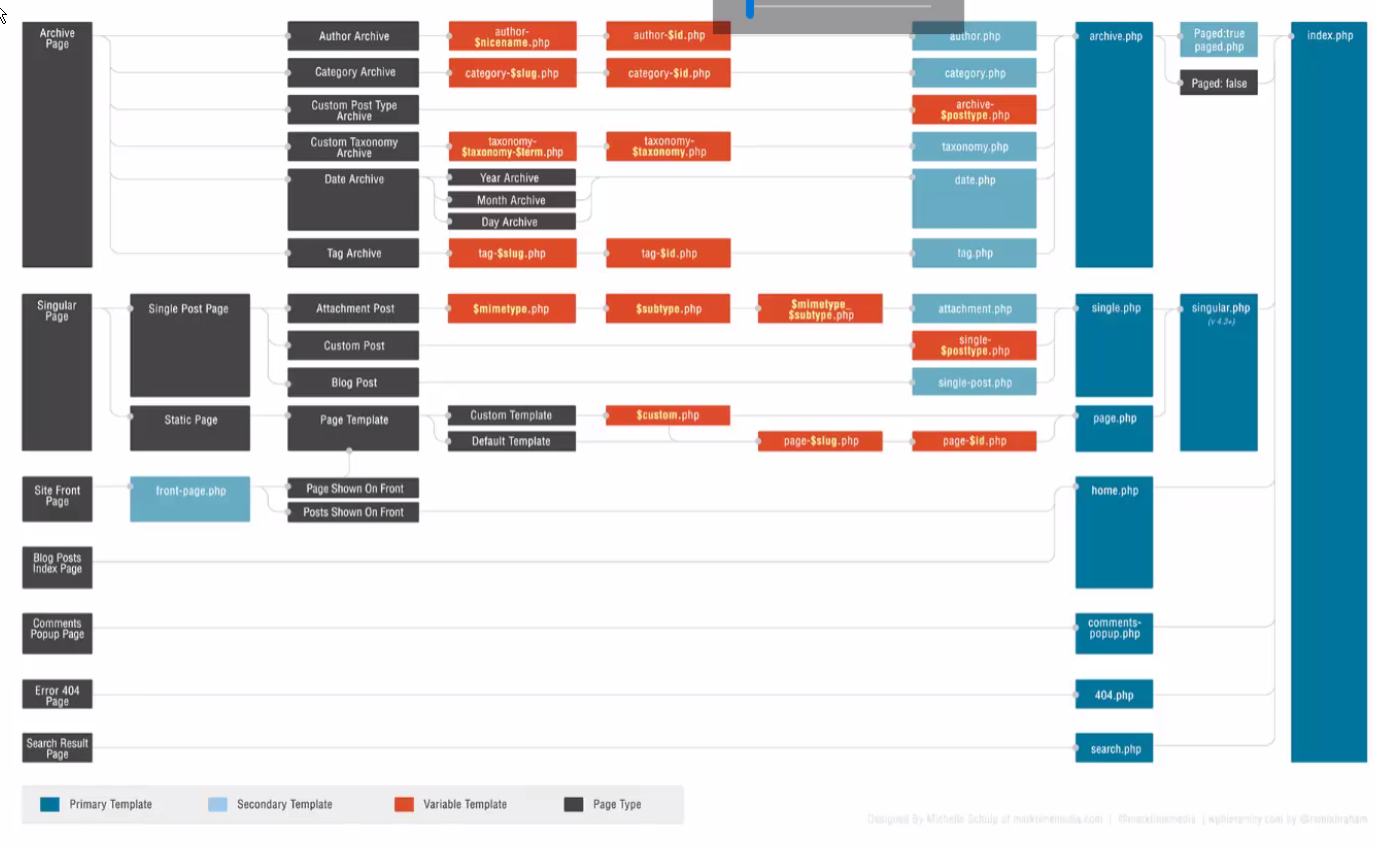 Archive
Page
Author Archive
author-
$nicename.php
author-$id.php
author.php
archive.php
Paged:true
paged.php
index.php
Category Archive
category-$slug.php
category-$id.php
category.php
Paged: false
Custom Post Type
Archive
archive-
$posttype.php
Custom Taxonomy
Archive
taxonomy-
$taxonomy-$term.php
taxonomy-
$taxonomy.php
taxonomy.php
Date Archive
Year Archive
Month Archive
Day Archive
date.php
Tag Archive
tag-$slug.php
tag-$id.php
tag.php
Singular
Page
Single Post Page
Attachment Post
$mimetype.php
$subtype.php
$mimetype_
$subtype.php
attachment.php
single.php
singular.php
(v 4.3+)
Custom Post
single-
$posttype.php
Blog Post
single-post.php
Static Page
Page Template
Custom Template
$custom.php
page.php
Default Template
page-$slug.php
page-$id.php
Site Front
Page
front-page.php
Page Shown On Front
Posts Shown On Front
home.php
Blog Posts
Index Page
Comments
Popup Page
comments-
popup.php
Error 404
Page
404.php
Search Result
Page
search.php
Primary Template
Secondary Template
Variable Template
Page Type
Designed By Michelle Schulp of marktimemedia.com | @marktimemedia | wphierarchy.com by @rami